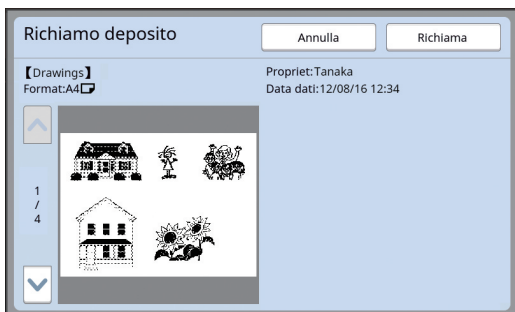 Richiamo deposito
Annulla
Richiama
【Drawings】
Format:A4
Propriet:Tanaka
Data dati:12/08/16 12:34
1
/
4